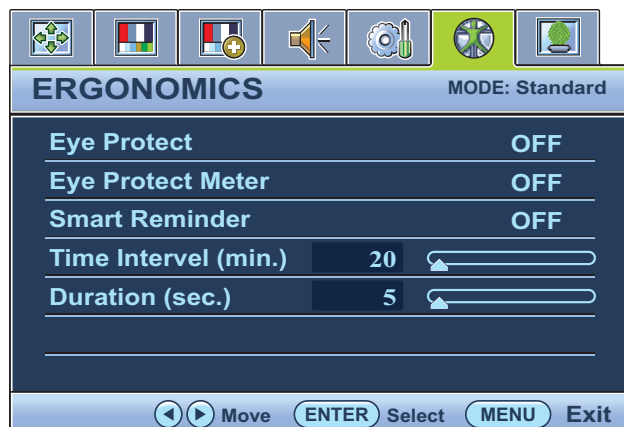 ERGONOMICS MODE: Standard
Eye Protect OFF
Eye Protect Meter OFF
Smart Reminder OFF
Time Intervel (min.) 20
Duration (sec.) 5
Move ENTER Select MENU Exit